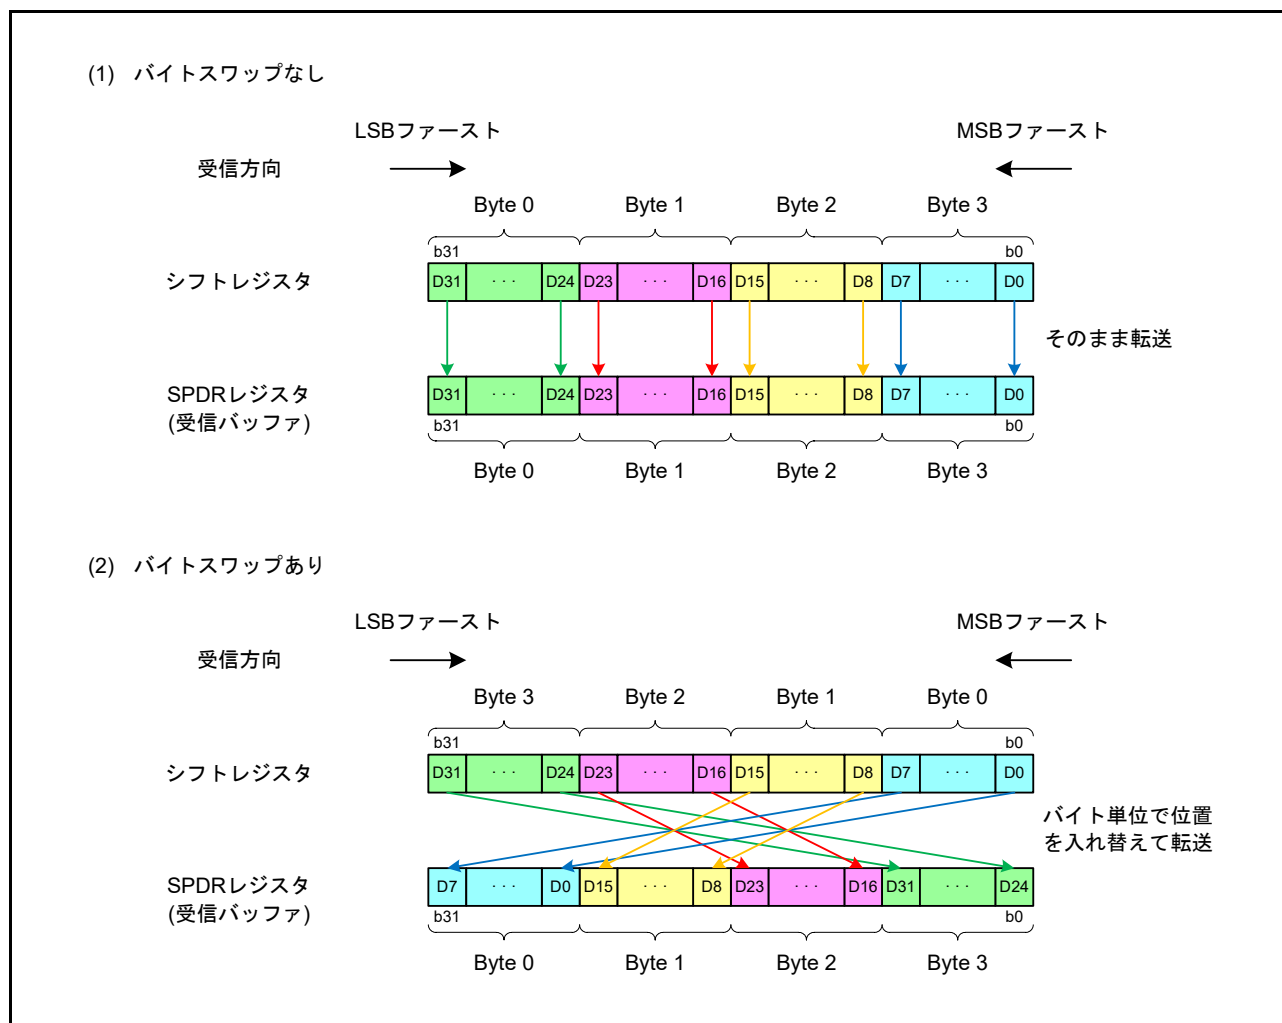 (1) バイトスワップなし
LSBファースト MSBファースト
受信方向
Byte 0 Byte 1 Byte 2 Byte 3
b31 b0
シフトレジスタ D31 ··· D24 D23 ··· D16 D15 ··· D8 D7 ··· D0
そのまま転送
SPDRレジスタ D31 ··· D24 D23 ··· D16 D15 ··· D8 D7 ··· D0
(受信バッファ) b31 b0
Byte 0 Byte 1 Byte 2 Byte 3
(2) バイトスワップあり
LSBファースト MSBファースト
受信方向
Byte 3 Byte 2 Byte 1 Byte 0
b31 b0
シフトレジスタ D31 ··· D24 D23 ··· D16 D15 ··· D8 D7 ··· D0
バイト単位で位置
を入れ替えて転送
SPDRレジスタ D7 ··· D0 D15 ··· D8 D23 ··· D16 D31 ··· D24
(受信バッファ) b31 b0
Byte 0 Byte 1 Byte 2 Byte 3